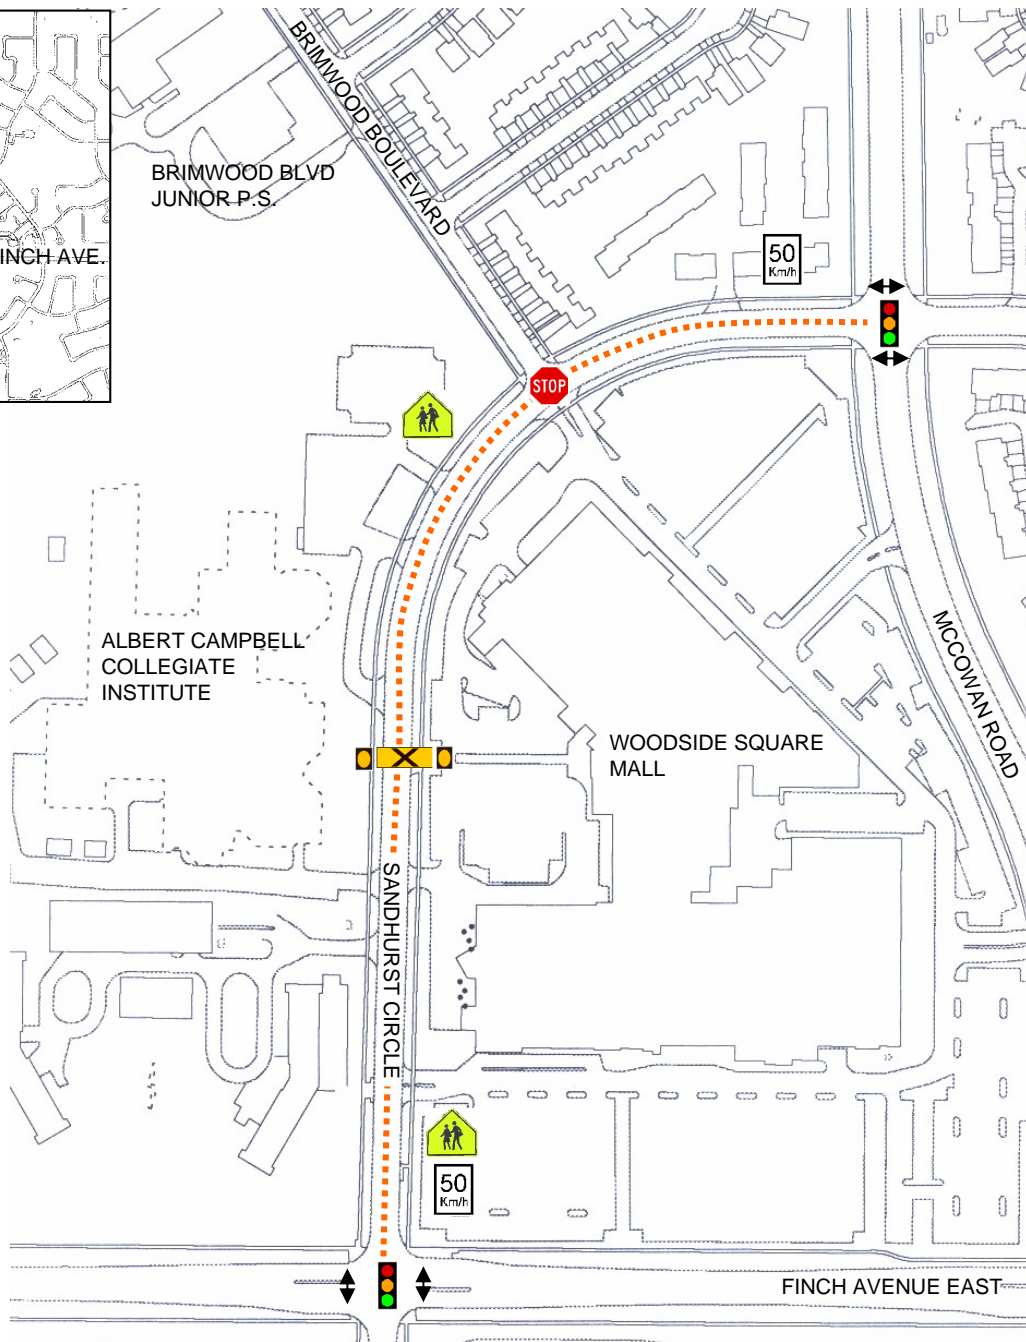 BRIMWOOD BOULEVARD
BRIMWOOD BLVD
JUNIOR P.S.
INCH AVE.
50
Km/h
STOP
ALBERT CAMPBELL
COLLEGIATE
INSTITUTE
MCCOWAN ROAD
WOODSIDE SQUARE
MALL
X
SANDHURST CIRCLE
50
Km/h
FINCH AVENUE EAST